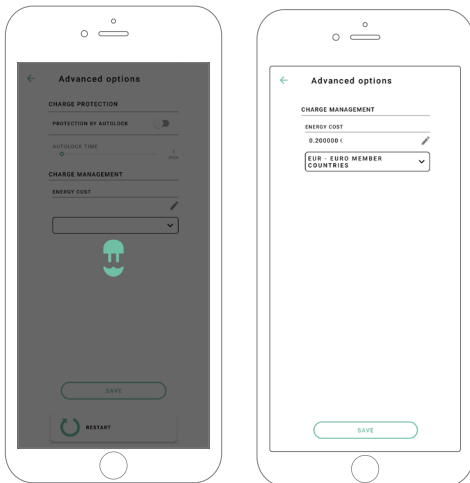 Advanced options
CHARGE PROTECTION
PROTECTION BY AUTOLOCK
AUTOLOCK TIME
CHARGE MANAGEMENT
ENERGY COST
SAVE
RESTART
Advanced options
CHARGE MANAGEMENT
ENERGY COST
0.200000 €
EUR - EURO MEMBER
COUNTRIES
SAVE